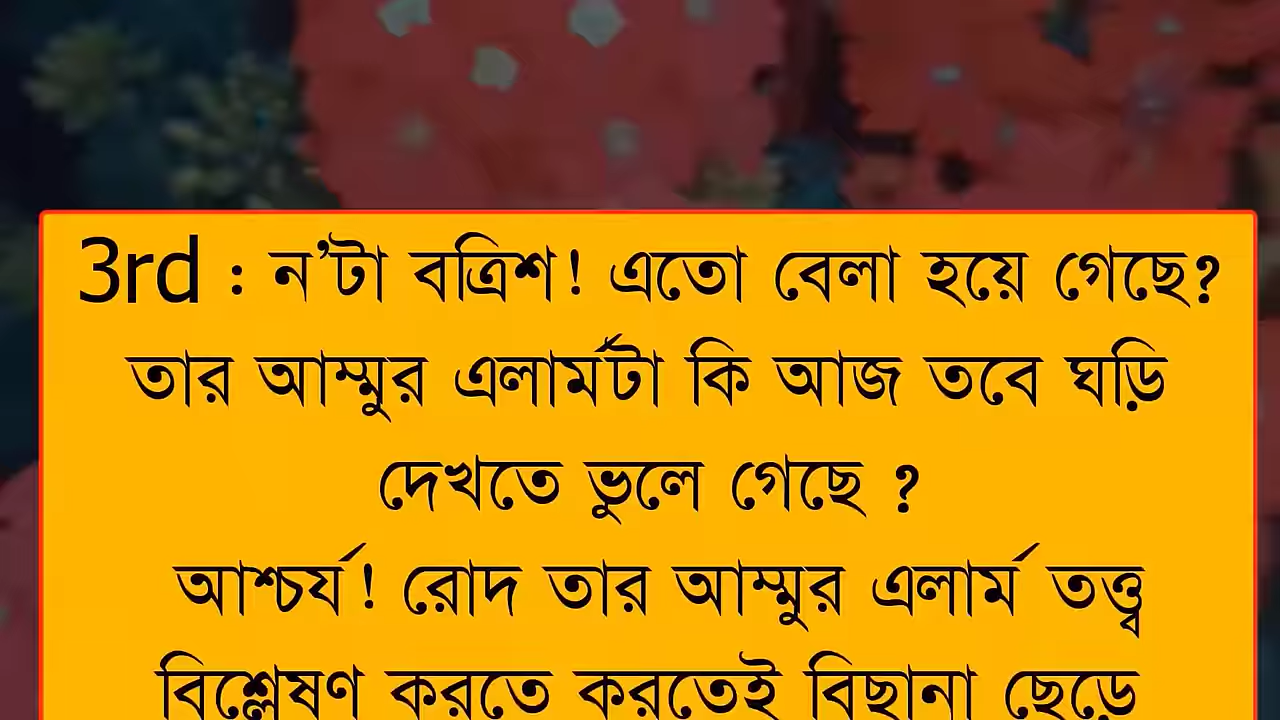 3rd : ন'টা বত্রিশ! এতো বেলা হয়ে গেছে?
তার আম্মুর এলার্মটা কি আজ তবে ঘড়ি
দেখতে ভুলে গেছে ?
আশ্চর্য! রোদ তার আম্মুর এলার্ম তত্ত্ব
বিশ্লেষণ করতে করতেই বিছানা ছেড়ে